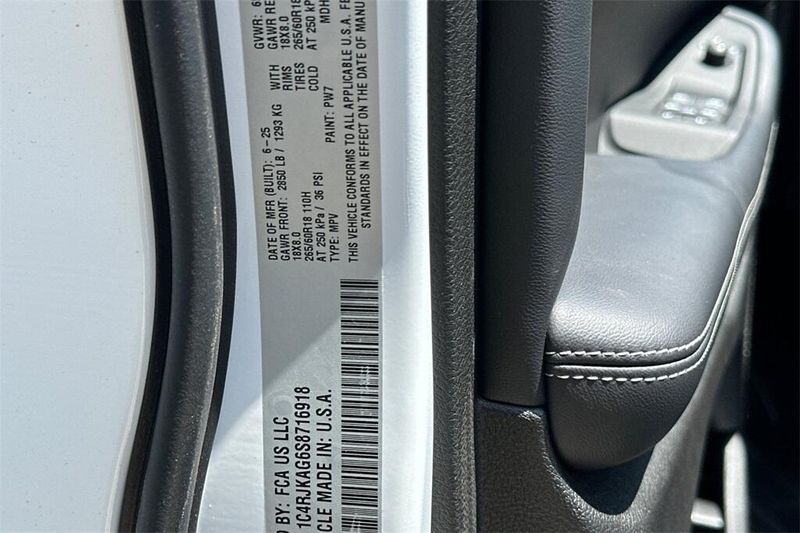 D BY: FCA US LLC
DATE OF MFR (BUILT): 6-25
GVWR:
GAWR FRONT: 2850 LB / 1293 KG
WITH
GAWR RE
18X8.0
RIMS
18X8.0
265/60R18 110H
TIRES
265/60R18
AT 250 kPa / 36 PSI
COLD
AT 250 kP
TYPE: MPV
PAINT: PW7
MDH
THIS VEHICLE CONFORMS TO ALL APPLICABLE U.S.A. FE
STANDARDS IN EFFECT ON THE DATE OF MANU
1C4RJKAG6S8716918
CLE MADE IN: U.S.A.